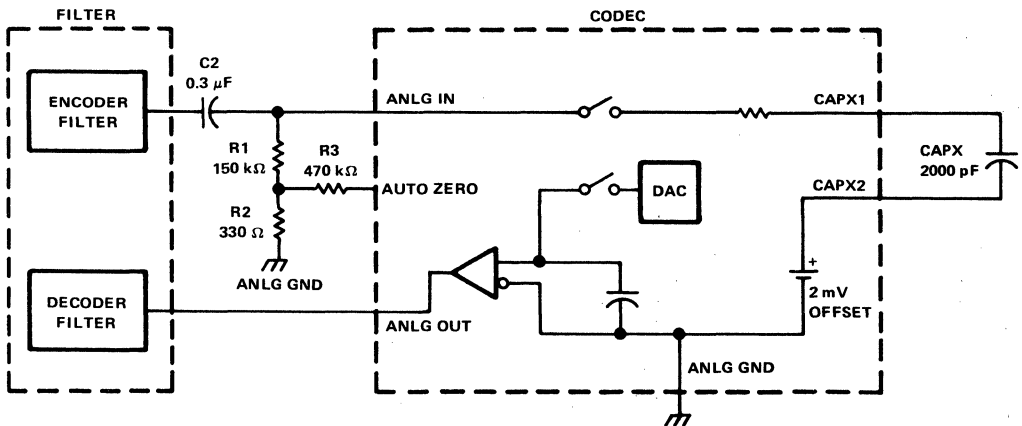 FILTER
CODEC
C2
0.3 μF
ENCODER
FILTER
ANLG IN
CAPX1
R1
150 kΩ
R3
470 kΩ
CAPX
2000 pF
AUTO ZERO
DAC
CAPX2
R2
330 Ω
ANLG GND
+
2 mV
OFFSET
DECODER
FILTER
ANLG OUT
ANLG GND